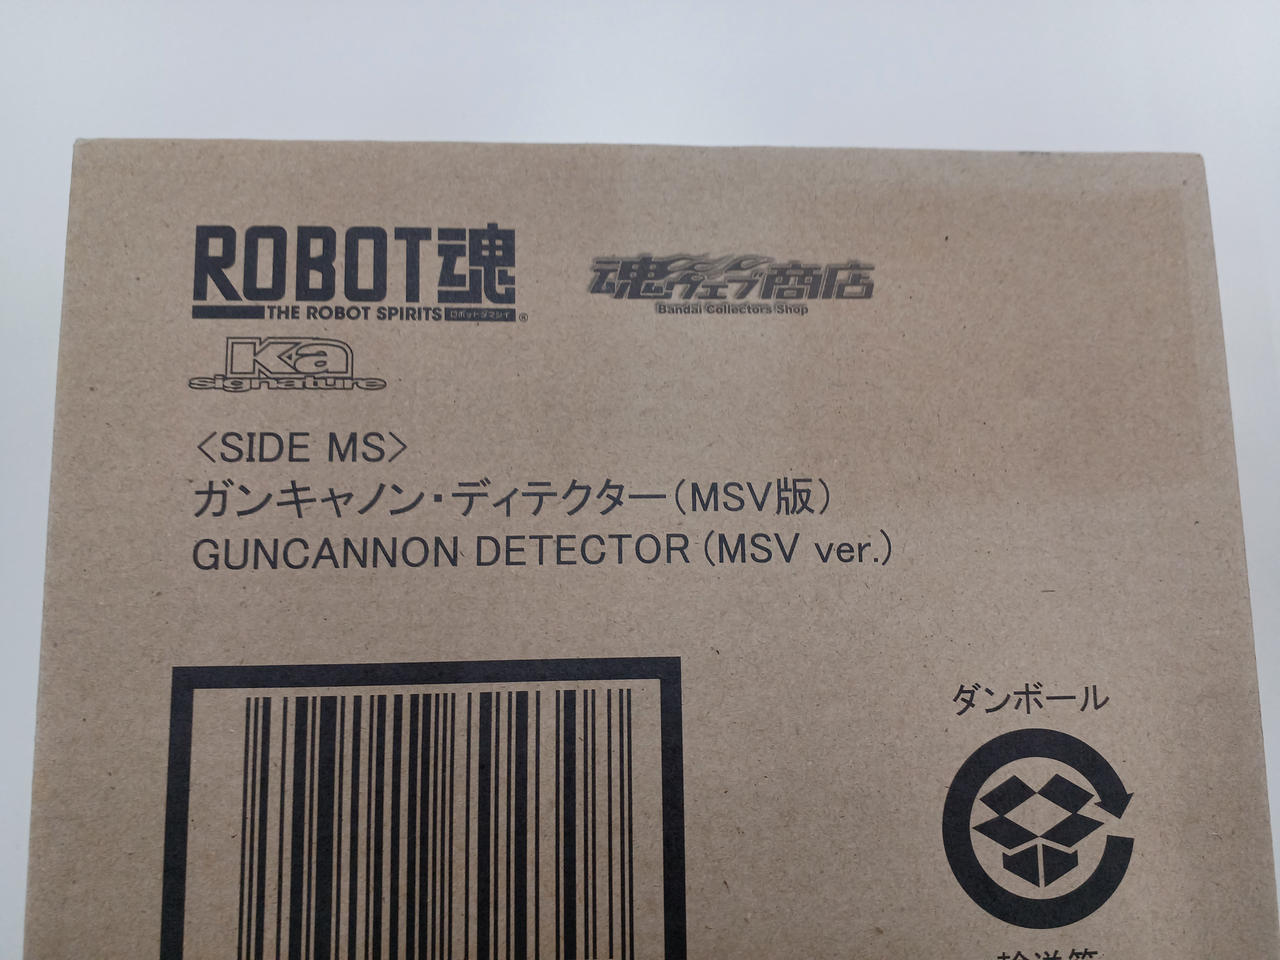 ROBOT魂
THE ROBOT SPIRITS ロボットダマシイ ®
魂ウェブ商店
Bandai Collectors Shop
Ka
signature
<SIDE MS>
ガンキャノン・ディテクター(MSV版)
GUNCANNON DETECTOR(MSV ver.)
ダンボール